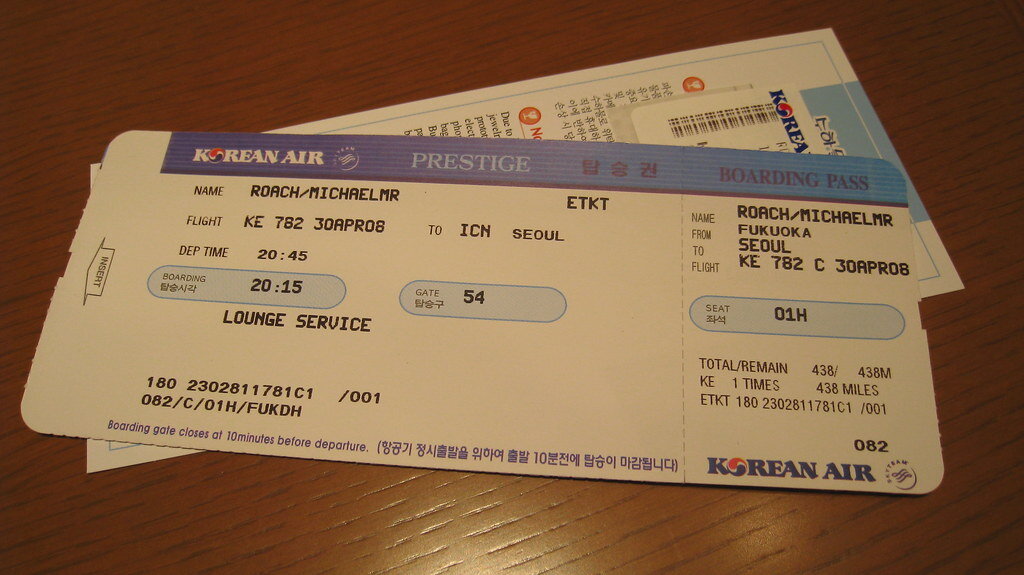 KOREAN AIR PRESTIGE 탑승권 BOARDING PASS
NAME ROACH/MICHAELMR ETKT
FLIGHT KE 782 30APR08 TO ICN SEOUL
DEP TIME 20:45
BOARDING 탑승시각 20:15
GATE 탑승구 54
LOUNGE SERVICE
180 2302811781C1 /001
082/C/01H/FUKDH
Boarding gate closes at 10minutes before departure. (항공기 정시출발을 위하여 출발 10분전에 탑승이 마감됩니다)
INSERT
NAME ROACH/MICHAELMR
FROM FUKUOKA
TO SEOUL
FLIGHT KE 782 C 30APR08
SEAT 좌석 01H
TOTAL/REMAIN 438/ 438M
KE 1 TIMES 438 MILES
ETKT 180 2302811781C1 /001
082
KOREAN AIR
KOREA
Due to